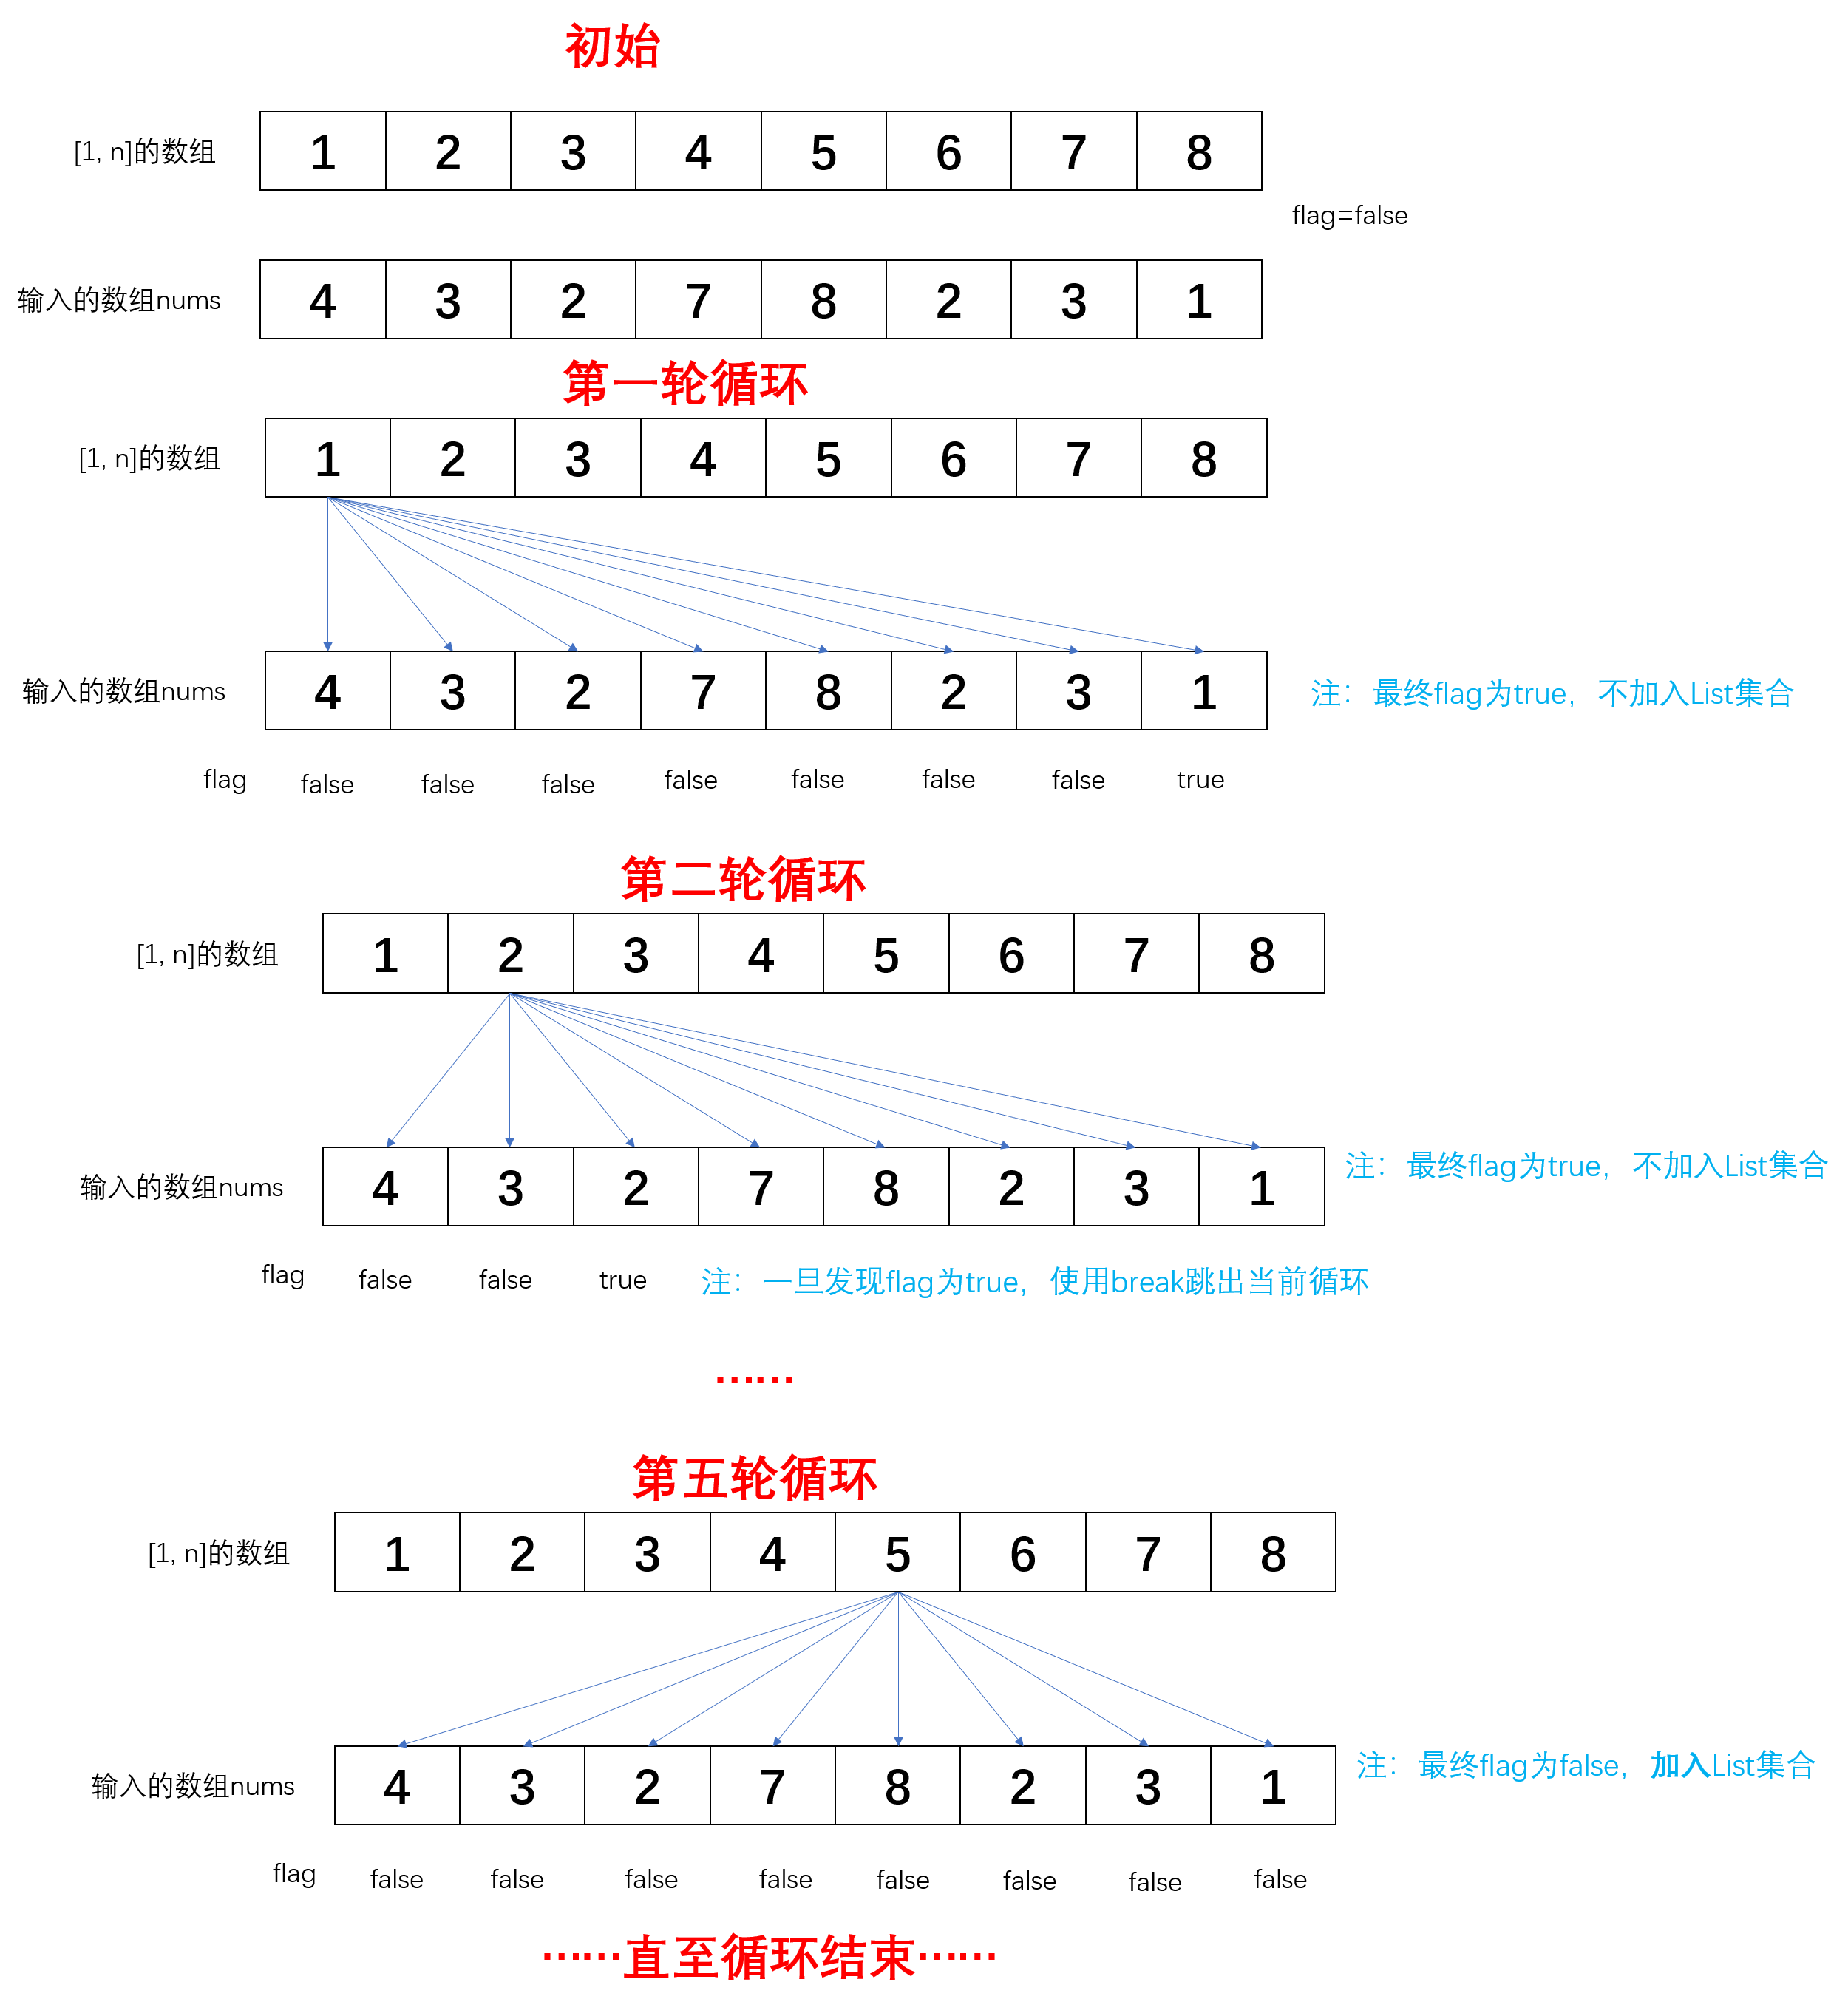 初始
[1, n]的数组 1 2 3 4 5 6 7 8
flag=false
输入的数组nums 4 3 2 7 8 2 3 1
第一轮循环
[1, n]的数组 1 2 3 4 5 6 7 8
输入的数组nums 4 3 2 7 8 2 3 1 注：最终flag为true，不加入List集合
flag false false false false false false false true
第二轮循环
[1, n]的数组 1 2 3 4 5 6 7 8
输入的数组nums 4 3 2 7 8 2 3 1 注：最终flag为true，不加入List集合
flag false false true 注：一旦发现flag为true，使用break跳出当前循环
……
第五轮循环
[1, n]的数组 1 2 3 4 5 6 7 8
输入的数组nums 4 3 2 7 8 2 3 1 注：最终flag为false，加入List集合
flag false false false false false false false false
……直至循环结束……